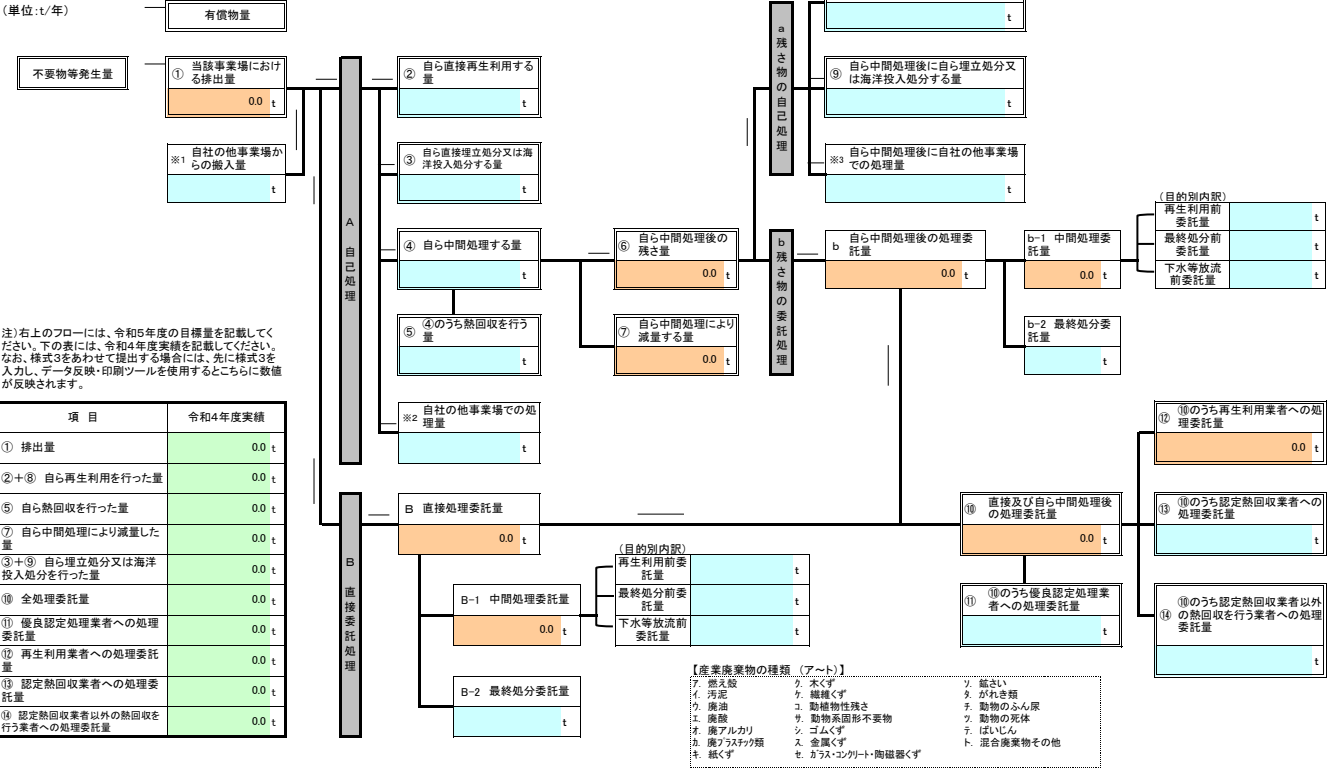 (単位:t/年)
有償物量
不要物等発生量
① 当該事業場におけ
る排出量
0.0 t
※1 自社の他事業場か
らの搬入量
t
A 自己処理
② 自ら直接再生利用する
量
t
③ 自ら直接埋立処分又は海
洋投入処分する量
t
④ 自ら中間処理する量
t
⑤ ④のうち熱回収を行う
量
t
※2 自社の他事業場での処
理量
t
⑥ 自ら中間処理後の
残さ量
0.0 t
⑦ 自ら中間処理により
減量する量
0.0 t
a 残さ物の自己処理
t
⑨ 自ら中間処理後に自ら埋立処分又
は海洋投入処分する量
t
※3 自ら中間処理後に自社の他事業場
での処理量
t
b 残さ物の委託処理
b 自ら中間処理後の処理委
託量
0.0 t
b-1 中間処理委
託量
0.0 t
(目的別内訳)
再生利用前
委託量
t
最終処分前
委託量
t
下水等放流
前委託量
t
b-2 最終処分委
託量
t
注)右上のフローには、令和5年度の目標量を記載してく
ださい。下の表には、令和4年度実績を記載してください。
なお、様式3をあわせて提出する場合には、先に様式3を
入力し、データ反映・印刷ツールを使用するとこちらに数値
が反映されます。
項 目 令和4年度実績
① 排出量 0.0 t
②+⑧ 自ら再生利用を行った量 0.0 t
⑤ 自ら熱回収を行った量 0.0 t
⑦ 自ら中間処理により減量した
量 0.0 t
③+⑨ 自ら埋立処分又は海洋
投入処分を行った量 0.0 t
⑩ 全処理委託量 0.0 t
⑪ 優良認定処理業者への処理
委託量 0.0 t
⑫ 再生利用業者への処理委託
量 0.0 t
⑬ 認定熱回収業者への処理委
託量 0.0 t
⑭ 認定熱回収業者以外の熱回収を
行う業者への処理委託量 0.0 t
B 直接委託処理
B 直接処理委託量
0.0 t
B-1 中間処理委託量
0.0 t
(目的別内訳)
再生利用前委
託量
t
最終処分前委
託量
t
下水等放流前
委託量
t
B-2 最終処分委託量
t
⑩ 直接及び自ら中間処理後
の処理委託量
0.0 t
⑪ ⑩のうち優良認定処理業
者への処理委託量
t
⑫ ⑩のうち再生利用業者への処
理委託量
0.0 t
⑬ ⑩のうち認定熱回収業者への
処理委託量
t
⑭ ⑩のうち認定熱回収業者以外
の熱回収を行う業者への処理
委託量
t
【産業廃棄物の種類 (ア~ト)】
ア. 燃え殻 ク. 木くず ソ. 鉱さい
イ. 汚泥 ケ. 繊維くず タ. がれき類
ウ. 廃油 コ. 動植物性残さ チ. 動物のふん尿
エ. 廃酸 サ. 動物系固形不要物 ツ. 動物の死体
オ. 廃アルカリ シ. ゴムくず テ. ばいじん
カ. 廃プラスチック類 ス. 金属くず ト. 混合廃棄物その他
キ. 紙くず セ. ガラス・コンクリート・陶磁器くず